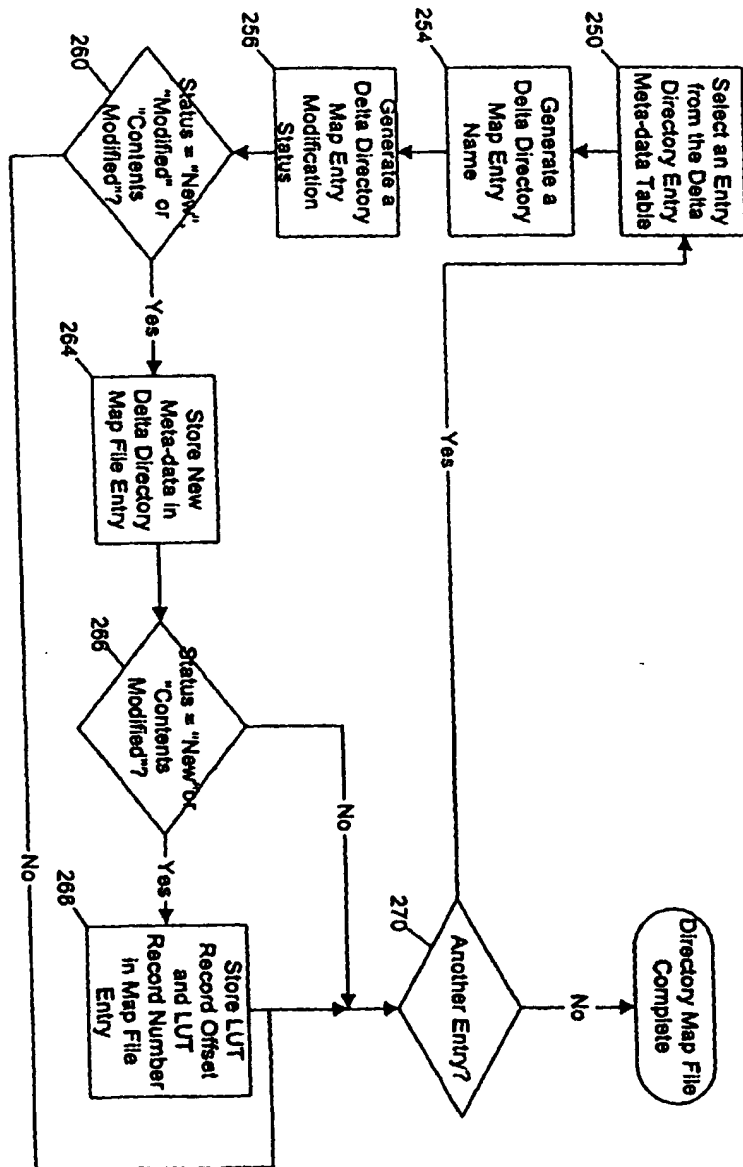 250
Select an Entry
from the Delta
Directory Entry
Meta-data Table
254
Generate a
Delta Directory
Map Entry
Name
256
Generate a
Delta Directory
Map Entry
Modification
Status
260
Status = "New",
"Modified" or
"Contents
Modified"?
Yes
264
Store New
Meta-data in
Delta Directory
Map File Entry
266
Status = "New" or
"Contents
Modified"?
Yes
No
268
Store LUT
Record Offset
and LUT
Record Number
in Map File
Entry
No
270
Another Entry?
Yes
No
Directory Map File
Complete